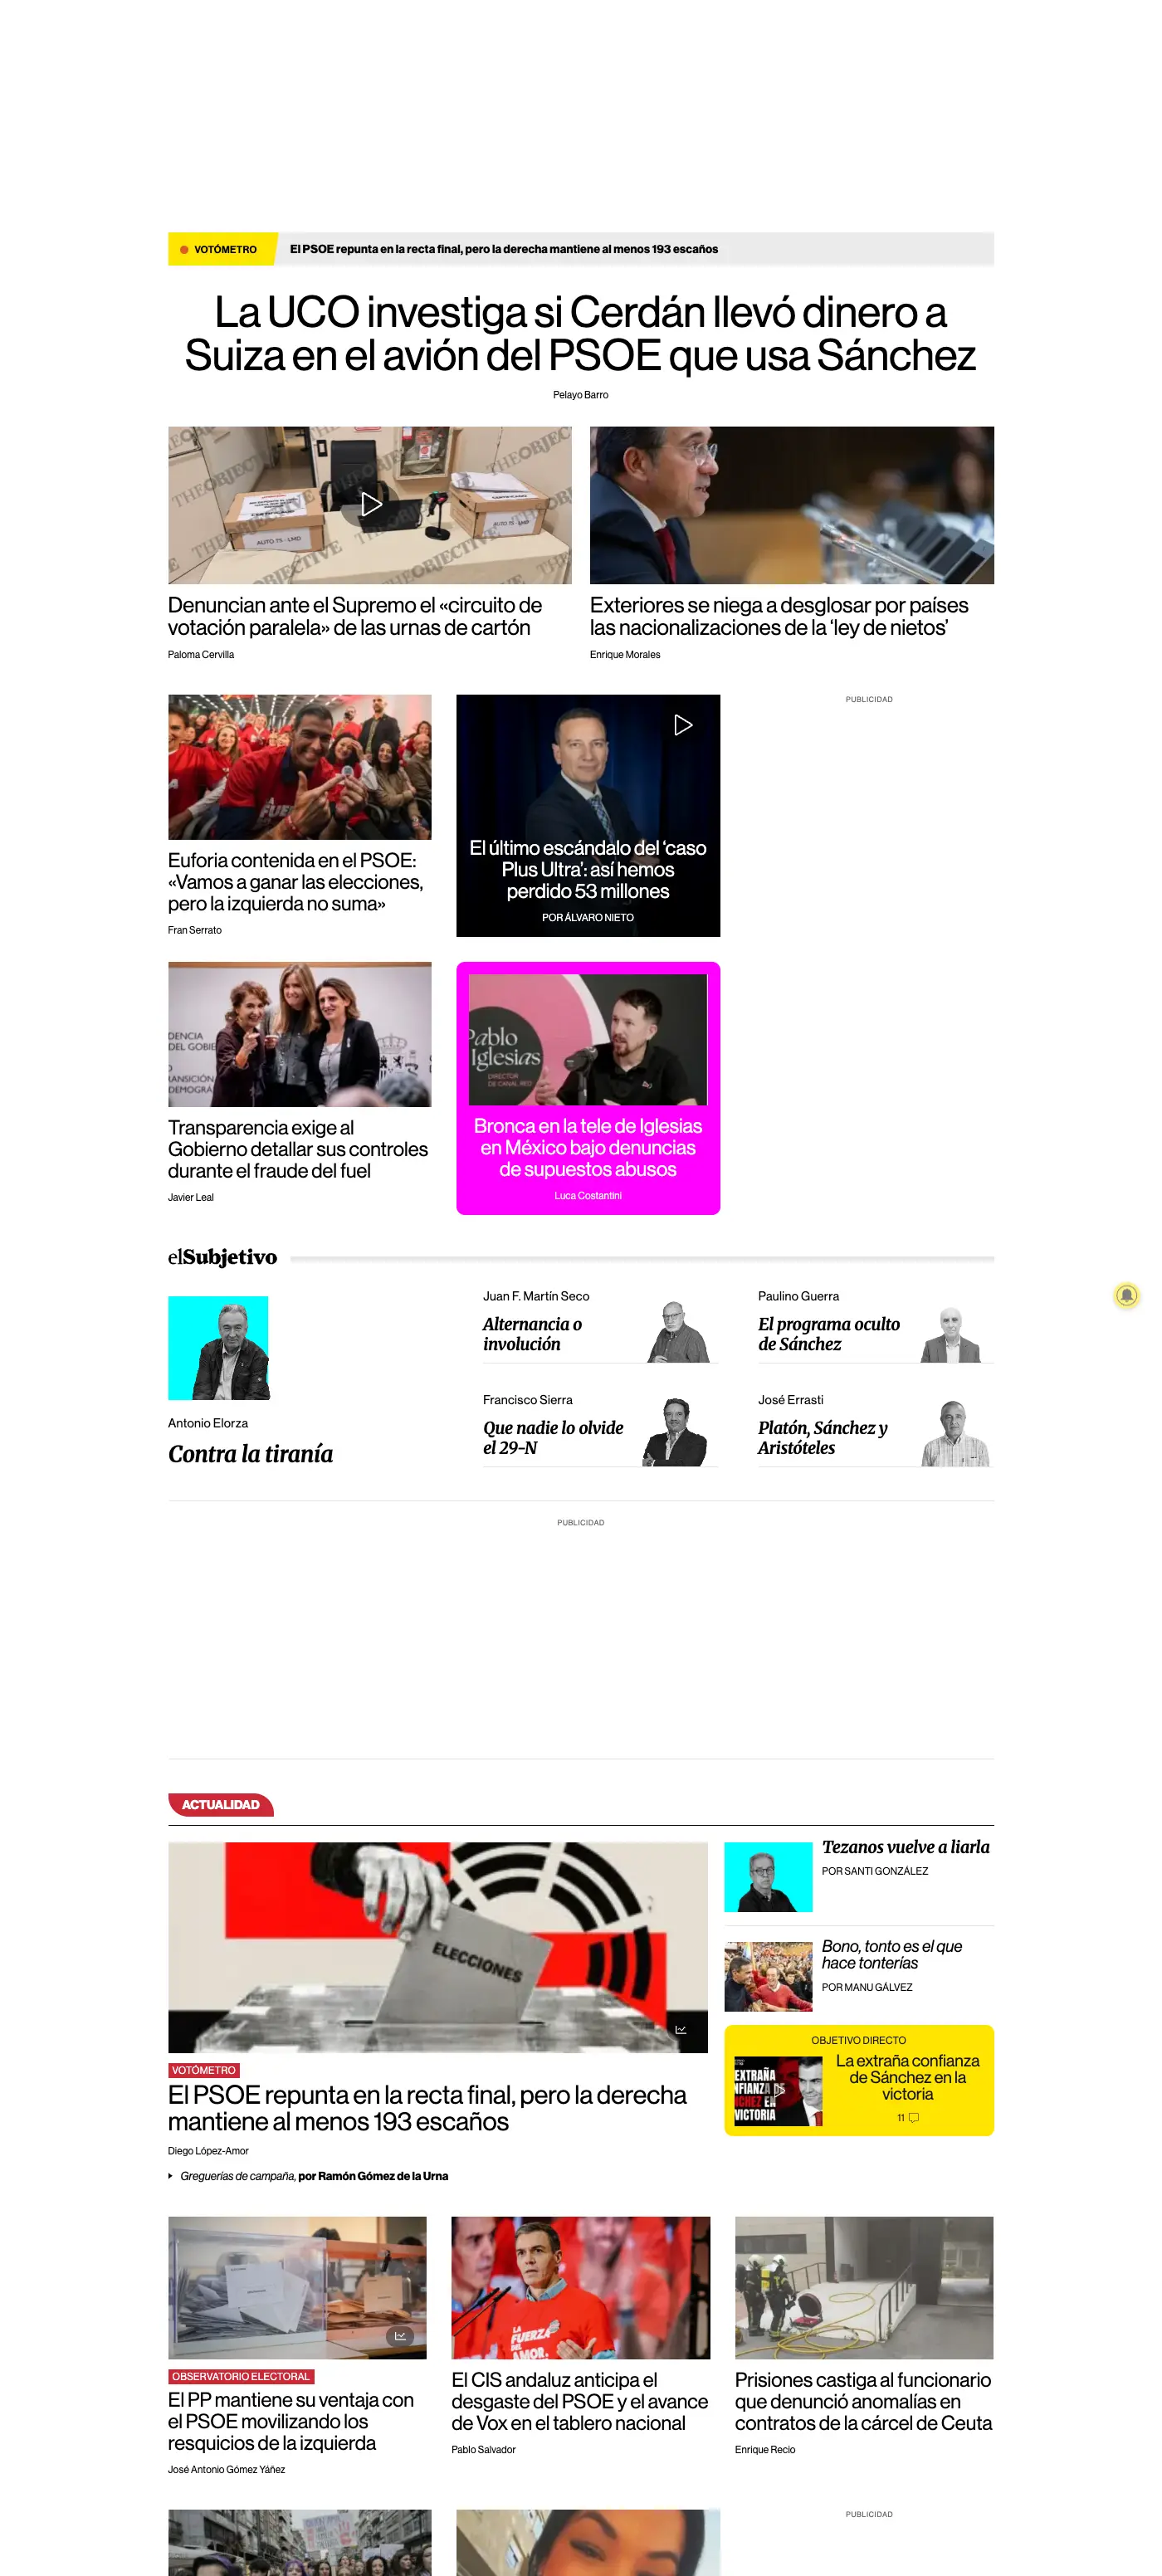 VOTÓMETRO
El PSOE repunta en la recta final, pero la derecha mantiene al menos 193 escaños
La UCO investiga si Cerdán llevó dinero a
Suiza en el avión del PSOE que usa Sánchez
Pelayo Barro
THEOBJECTIVE
Denuncian ante el Supremo el «circuito de
votación paralela» de las urnas de cartón
Paloma Cervilla
Exteriores se niega a desglosar por países
las nacionalizaciones de la ‘ley de nietos’
Enrique Morales
PUBLICIDAD
Euforia contenida en el PSOE:
«Vamos a ganar las elecciones,
pero la izquierda no suma»
Fran Serrato
El último escándalo del ‘caso
Plus Ultra’: así hemos
perdido 53 millones
POR ÁLVARO NIETO
Transparencia exige al
Gobierno detallar sus controles
durante el fraude del fuel
Javier Leal
Pablo
Iglesias
DIRECTOR
DE CANAL RED
Bronca en la tele de Iglesias
en México bajo denuncias
de supuestos abusos
Luca Costantini
elSubjetivo
Antonio Elorza
Contra la tiranía
Juan F. Martín Seco
Alternancia o
involución
Paulino Guerra
El programa oculto
de Sánchez
Francisco Sierra
Que nadie lo olvide
el 29-N
José Errasti
Platón, Sánchez y
Aristóteles
PUBLICIDAD
ACTUALIDAD
ELECCIONES
VOTÓMETRO
El PSOE repunta en la recta final, pero la derecha
mantiene al menos 193 escaños
Diego López-Amor
Greguerías de campaña, por Ramón Gómez de la Urna
Tezanos vuelve a liarla
POR SANTI GONZÁLEZ
Bono, tonto es el que
hace tonterías
POR MANU GÁLVEZ
OBJETIVO DIRECTO
EXTRAÑA
VICTORIA
La extraña confianza
de Sánchez en la
victoria
11
OBSERVATORIO ELECTORAL
El PP mantiene su ventaja con
el PSOE movilizando los
resquicios de la izquierda
José Antonio Gómez Yáñez
LA
FUERZA
DEL
AMOR.
El CIS andaluz anticipa el
desgaste del PSOE y el avance
de Vox en el tablero nacional
Pablo Salvador
Prisiones castiga al funcionario
que denunció anomalías en
contratos de la cárcel de Ceuta
Enrique Recio
PUBLICIDAD